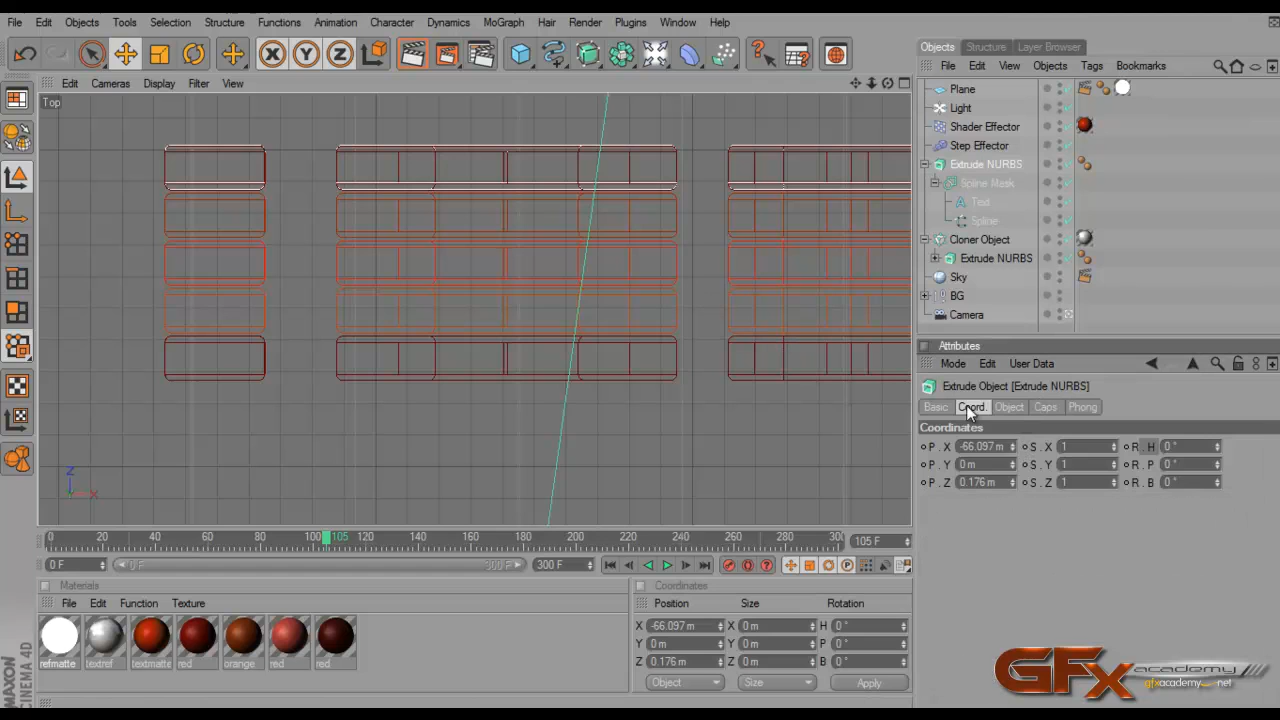 File Edit Objects Tools Selection Structure Functions Animation Character Dynamics MoGraph Hair Render Plugins Window Help
Objects Structure Layer Browser
File Edit View Objects Tags Bookmarks
Edit Cameras Display Filter View
Top
Plane
Light
Shader Effector
Step Effector
Extrude NURBS
Spline Mask
Text
Spline
Cloner Object
Extrude NURBS
Sky
BG
Camera
Attributes
Mode Edit User Data
Extrude Object [Extrude NURBS]
Basic Coord. Object Caps Phong
Coordinates
P . X -66.097 m S . X 1 R . H 0 °
P . Y 0 m S . Y 1 R . P 0 °
P . Z 0.176 m S . Z 1 R . B 0 °
Z
X
0 20 40 60 80 100 105 120 140 160 180 200 220 240 260 280 30 105 F
0 F 0 F 300 F 300 F
Materials
File Edit Function Texture
refmatte textref textmatte red orange red red
Coordinates
Position Size Rotation
X -66.097 m X 0 m H 0 °
Y 0 m Y 0 m P 0 °
Z 0.176 m Z 0 m B 0 °
Object Size Apply
MAXON
CINEMA 4D
GFx academy
gfxacademy .net